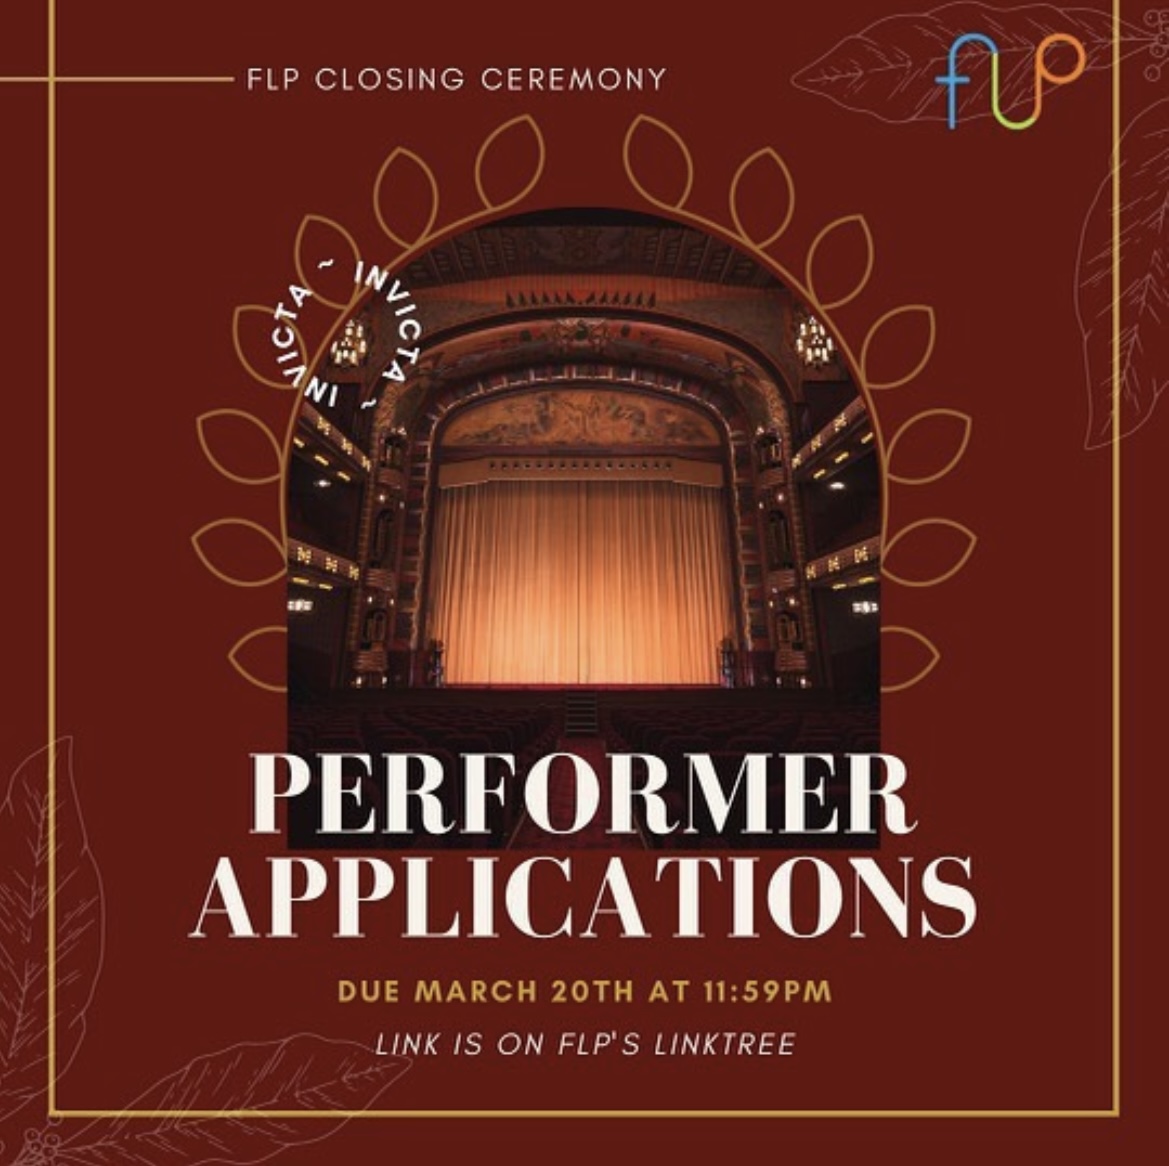 FLP CLOSING CEREMONY
flp
INVICTA ~ INVICTA ~
PERFORMER
APPLICATIONS
DUE MARCH 20TH AT 11:59PM
LINK IS ON FLP'S LINKTREE